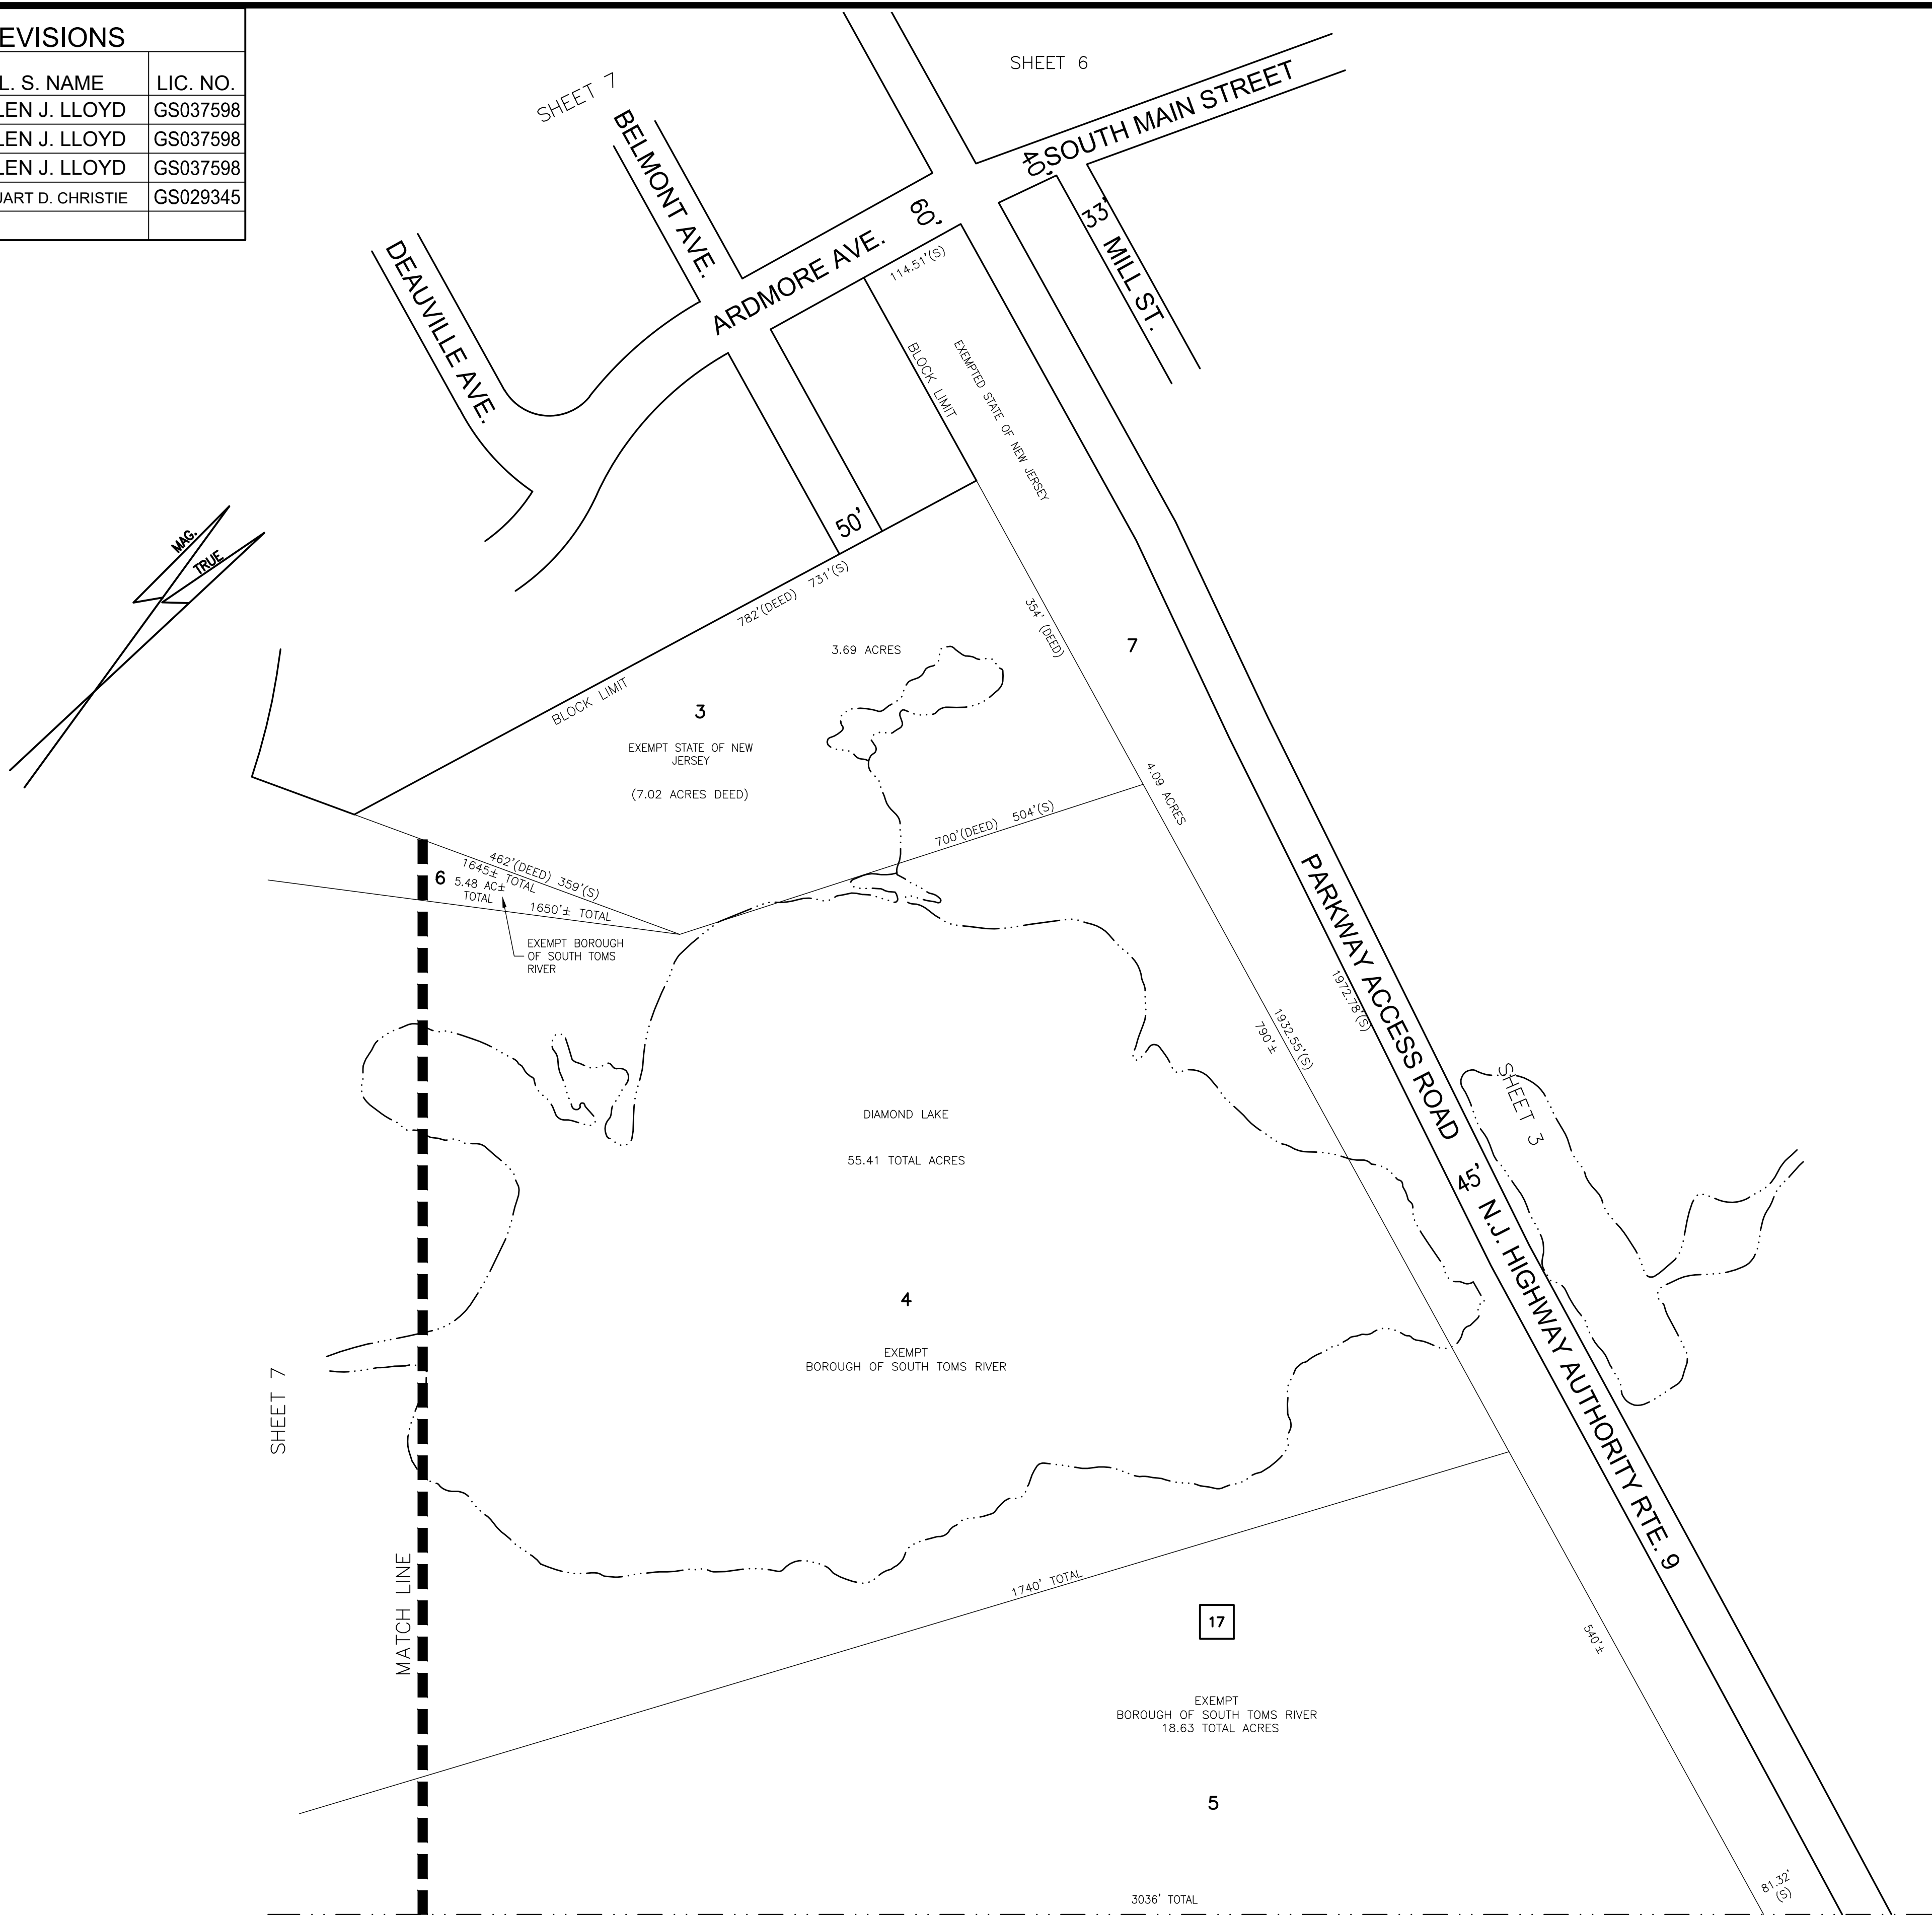 EVISIONS
L. S. NAME LIC. NO.
LEN J. LLOYD GS037598
LEN J. LLOYD GS037598
LEN J. LLOYD GS037598
UART D. CHRISTIE GS029345
SHEET 7
SHEET 6
SOUTH MAIN STREET
40'
33'
MILL ST.
BELMONT AVE.
DEAUVILLE AVE.
ARDMORE AVE.
60'
114.51'(S)
BLOCK LIMIT
EXEMPTED STATE OF NEW JERSEY
50'
MAG.
TRUE
782'(DEED) 731'(S)
354' (DEED)
7
3.69 ACRES
BLOCK LIMIT
3
EXEMPT STATE OF NEW
JERSEY
(7.02 ACRES DEED)
4.09 ACRES
700'(DEED) 504'(S)
462'(DEED) 359'(S)
1645± TOTAL
6
5.48 AC±
TOTAL
1650'± TOTAL
EXEMPT BOROUGH
OF SOUTH TOMS
RIVER
PARKWAY ACCESS ROAD
45'
N.J. HIGHWAY AUTHORITY RTE. 9
1972.78'(S)
1932.55'(S)
790'±
SHEET 3
DIAMOND LAKE
55.41 TOTAL ACRES
4
EXEMPT
BOROUGH OF SOUTH TOMS RIVER
SHEET 7
MATCH LINE
1740' TOTAL
17
540'±
EXEMPT
BOROUGH OF SOUTH TOMS RIVER
18.63 TOTAL ACRES
5
81.32'
(S)
3036' TOTAL